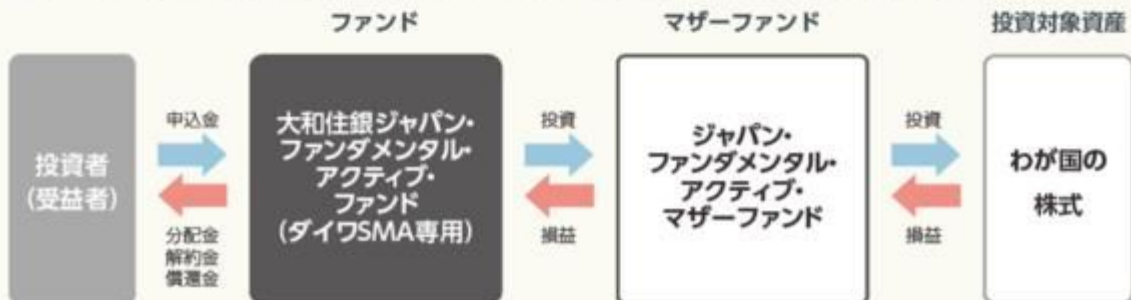 ファンド
マザーファンド
投資対象資産
投資者
(受益者)
申込金
分配金
解約金
償還金
大和住銀ジャパン・
ファンダメンタル・
アクティブ・
ファンド
(ダイワSMA専用)
投資
損益
ジャパン・
ファンダメンタル・
アクティブ・
マザーファンド
投資
損益
わが国の
株式